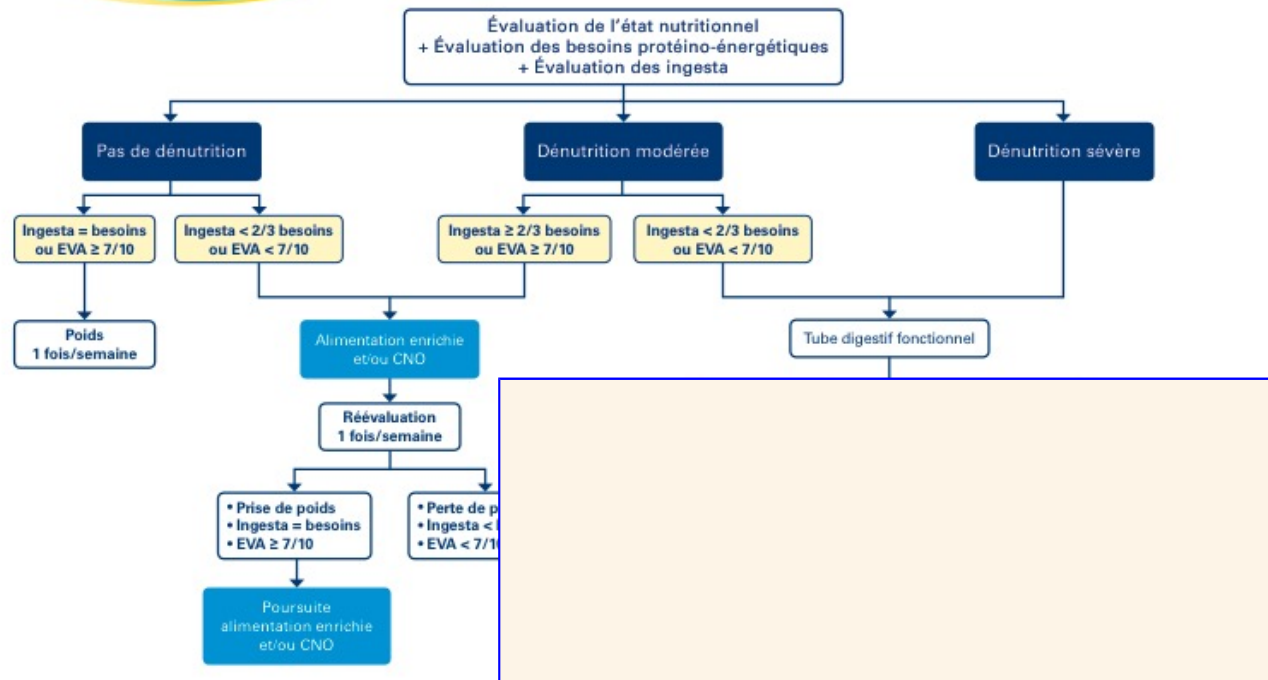 Évaluation de l'état nutritionnel
+ Évaluation des besoins protéino-énergétiques
+ Évaluation des ingesta
Pas de dénutrition
Dénutrition modérée
Dénutrition sévère
Ingesta = besoins
ou EVA ≥ 7/10
Ingesta < 2/3 besoins
ou EVA < 7/10
Ingesta ≥ 2/3 besoins
ou EVA ≥ 7/10
Ingesta < 2/3 besoins
ou EVA < 7/10
Poids
1 fois/semaine
Alimentation enrichie
et/ou CNO
Tube digestif fonctionnel
Réévaluation
1 fois/semaine
• Prise de poids
• Ingesta = besoins
• EVA ≥ 7/10
• Perte de
• Ingesta <
• EVA <
Poursuite
alimentation enrichie
et/ou CNO